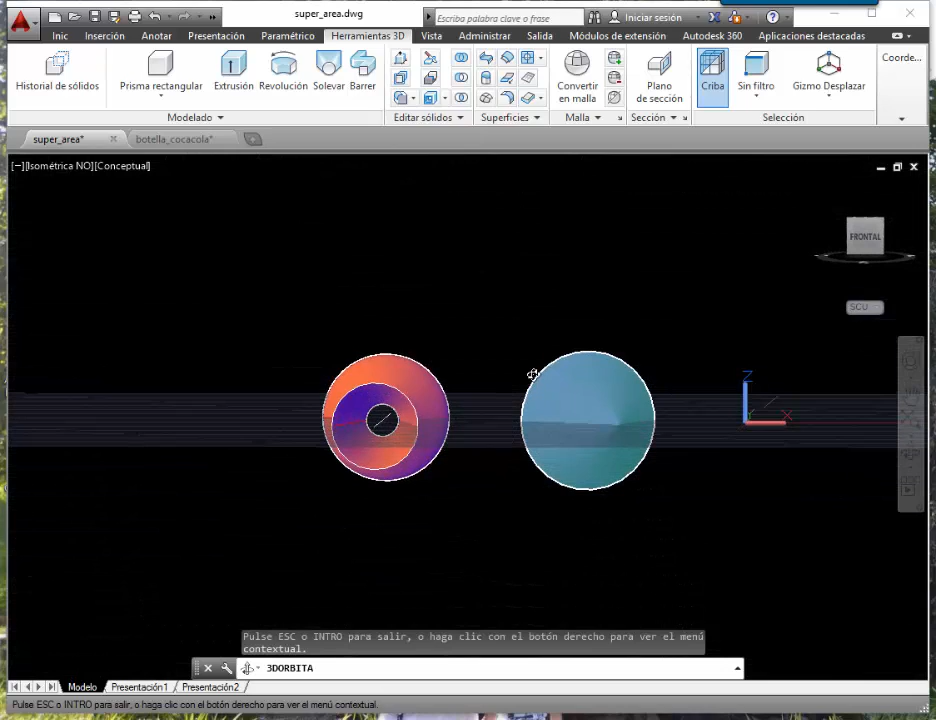 super_area.dwg
Escriba palabra clave o frase
Iniciar sesión
Inic
Inserción
Anotar
Presentación
Paramétrico
Herramientas 3D
Vista
Administrar
Salida
Módulos de extensión
Autodesk 360
Aplicaciones destacadas
Historial de sólidos
Prisma rectangular
Extrusión
Revolución
Solevar
Barrer
Convertir
en malla
Plano
de sección
Criba
Sin filtro
Gizmo Desplazar
Coorde...
Modelado
Editar sólidos
Superficies
Malla
Sección
Selección
super_area*
botella_cocacola*
[−][Isométrica NO][Conceptual]
FRONTAL
SCU
Z
X
Pulse ESC o INTRO para salir, o haga clic con el botón derecho para ver el menú
contextual.
3DORBITA
Modelo
Presentación1
Presentación2
Pulse ESC o INTRO para salir, o haga clic con el botón derecho para ver el menú contextual.